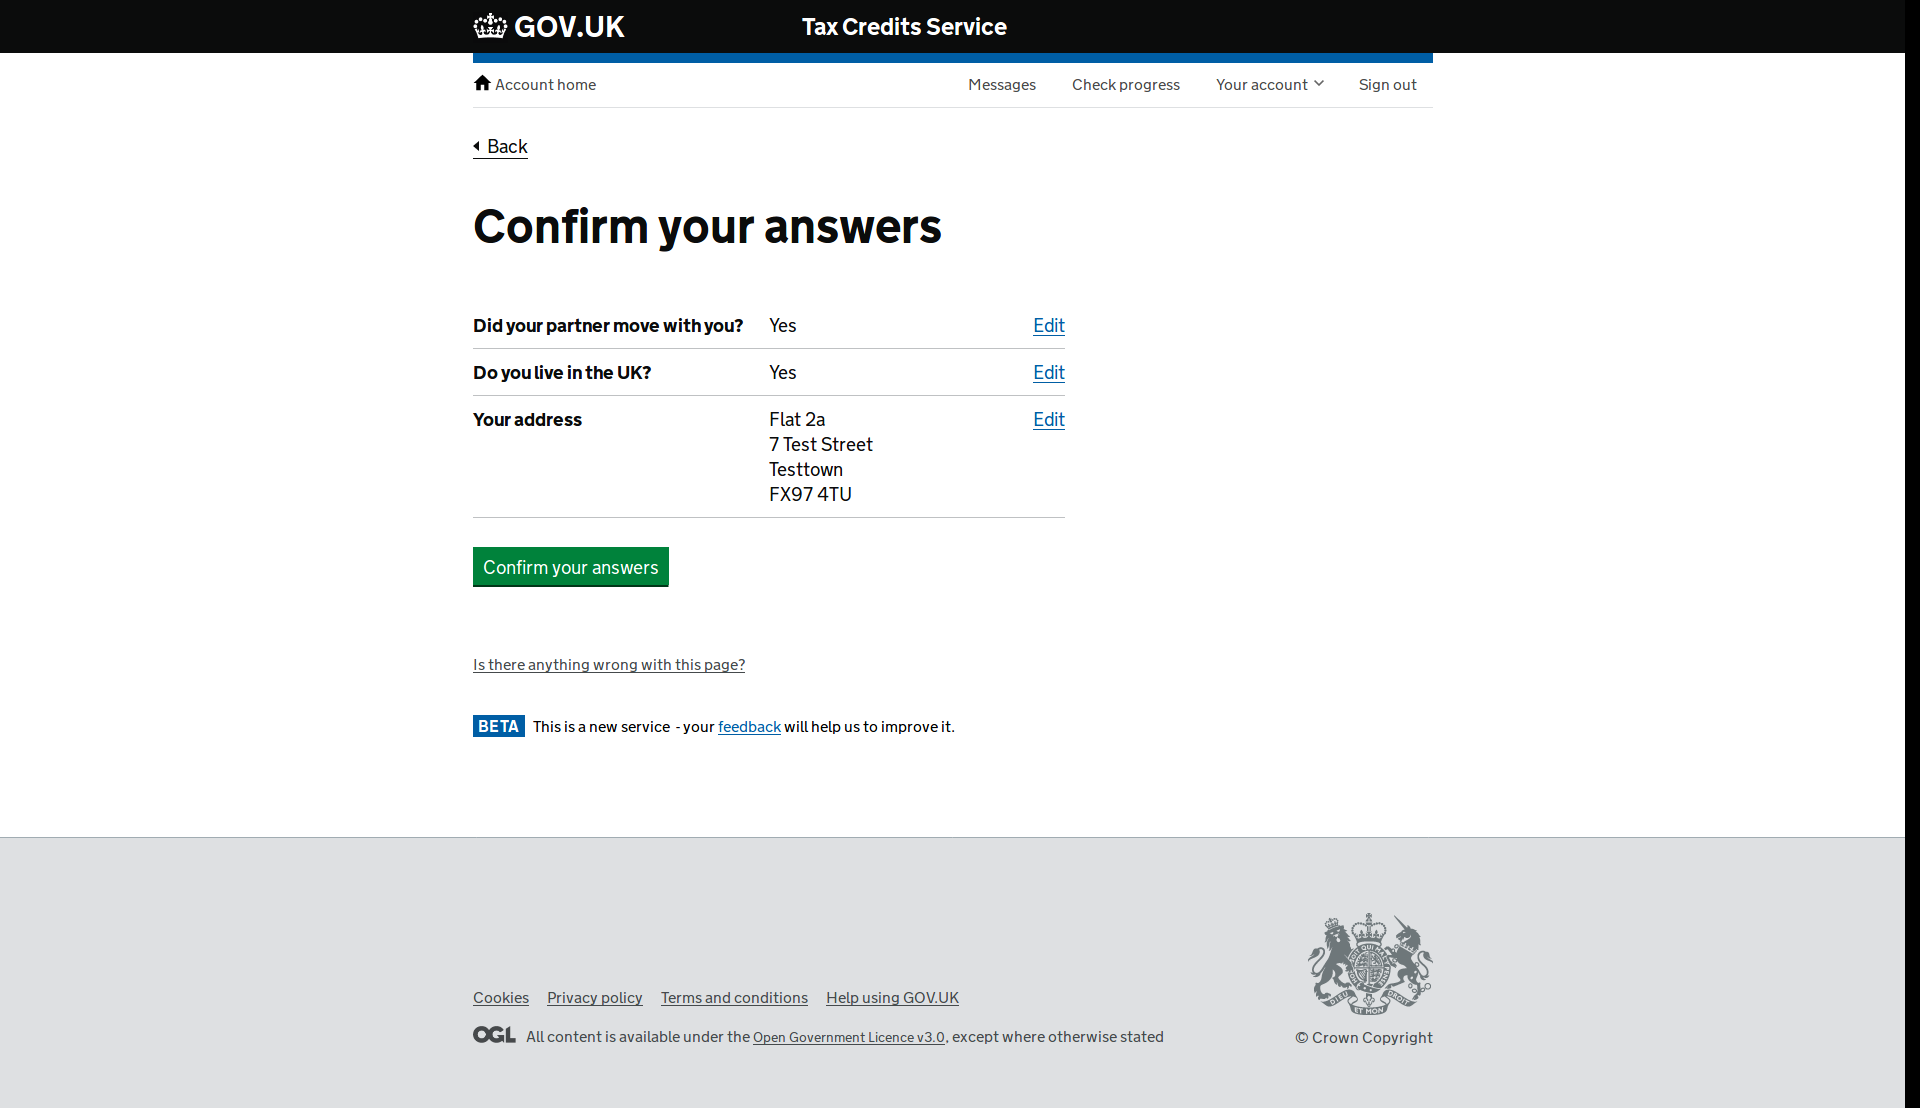 GOV.UK
Tax Credits Service
Account home
Messages
Check progress
Your account
Sign out
Back
Confirm your answers
Did your partner move with you? Yes Edit
Do you live in the UK? Yes Edit
Your address Flat 2a Edit
7 Test Street
Testtown
FX97 4TU
Confirm your answers
Is there anything wrong with this page?
BETA This is a new service - your feedback will help us to improve it.
Cookies Privacy policy Terms and conditions Help using GOV.UK
OGL All content is available under the Open Government Licence v3.0, except where otherwise stated
DIEU ET MON DROIT
© Crown Copyright